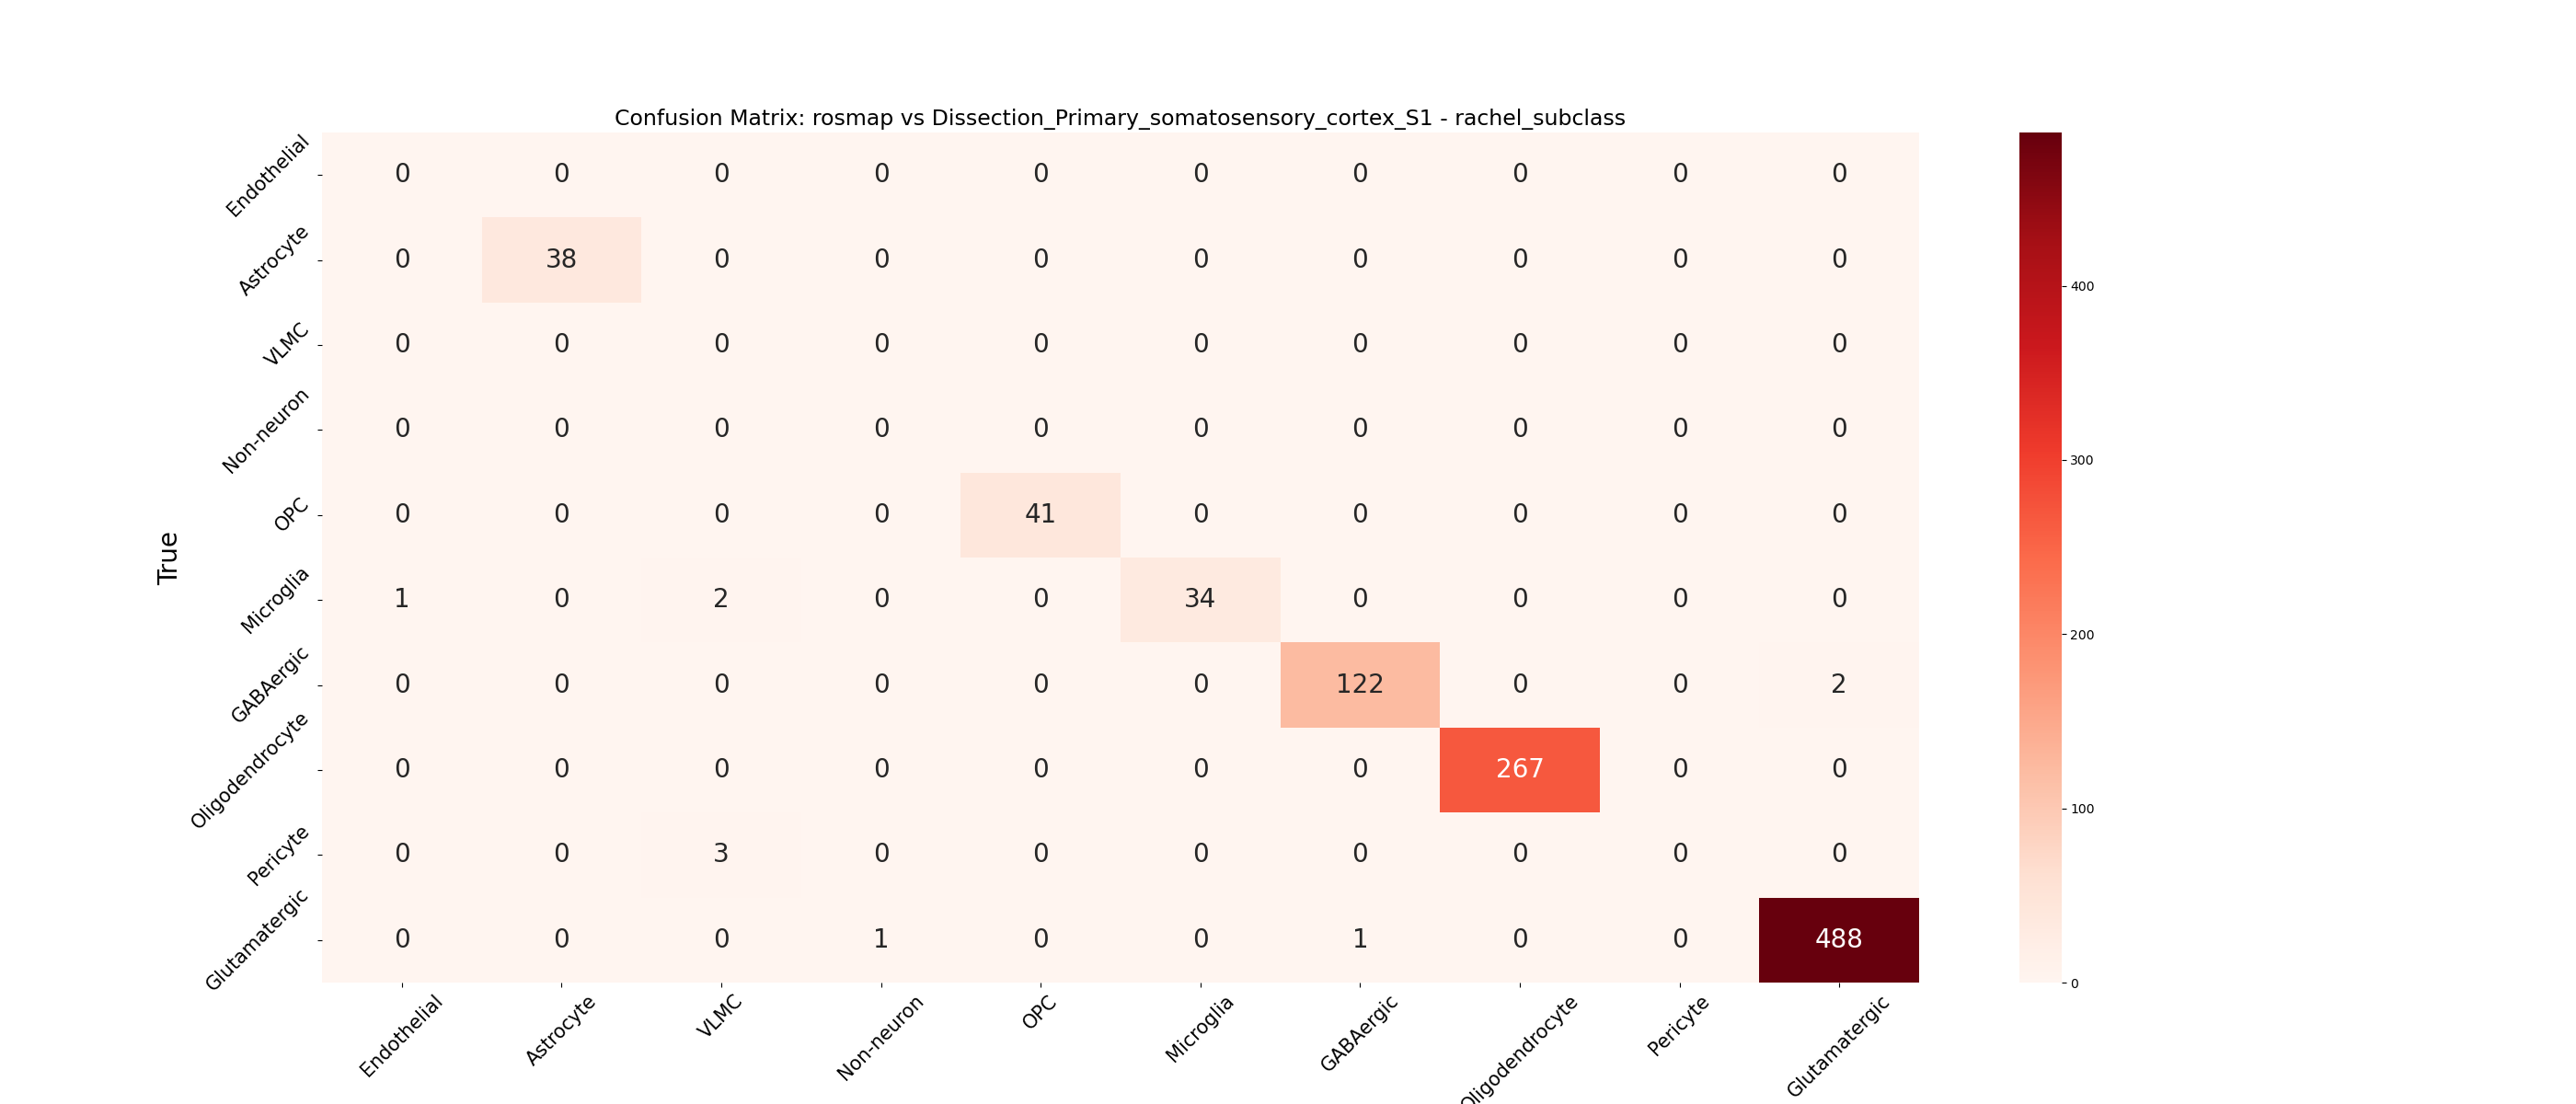 Confusion Matrix: rosmap vs Dissection_Primary_somatosensory_cortex_S1 - rachel_subclass
True
Endothelial 0 0 0 0 0 0 0 0 0 0
Astrocyte 0 38 0 0 0 0 0 0 0 0
VLMC 0 0 0 0 0 0 0 0 0 0
Non-neuron 0 0 0 0 0 0 0 0 0 0
OPC 0 0 0 0 41 0 0 0 0 0
Microglia 1 0 2 0 0 34 0 0 0 0
GABAergic 0 0 0 0 0 0 122 0 0 2
Oligodendrocyte 0 0 0 0 0 0 0 267 0 0
Pericyte 0 0 3 0 0 0 0 0 0 0
Glutamatergic 0 0 0 1 0 0 1 0 0 488
Endothelial Astrocyte VLMC Non-neuron OPC Microglia GABAergic Oligodendrocyte Pericyte Glutamatergic
400
300
200
100
0